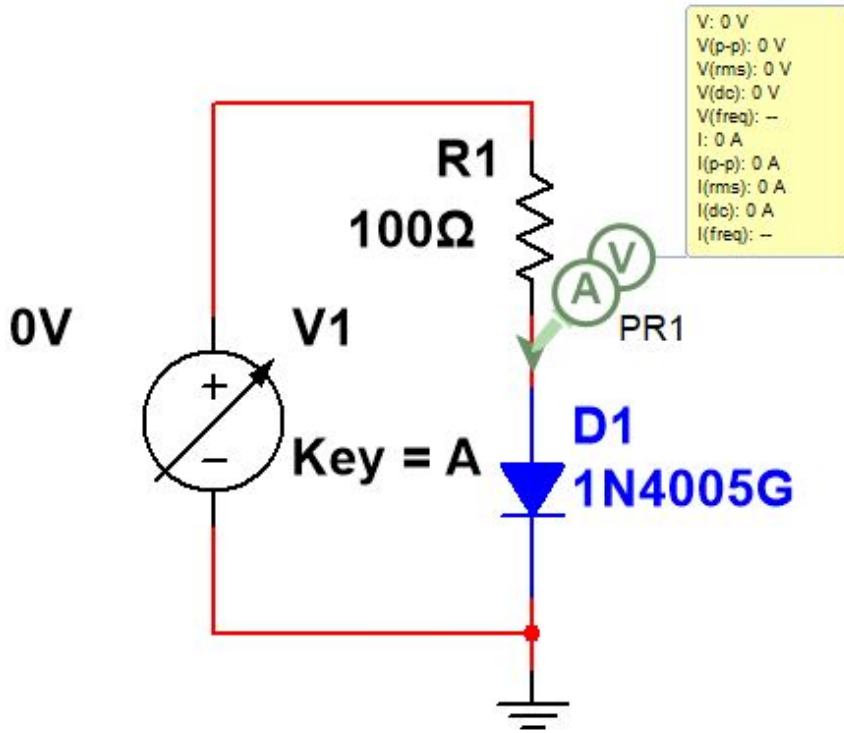 V: 0 V
V(p-p): 0 V
V(rms): 0 V
V(dc): 0 V
V(freq): --
I: 0 A
I(p-p): 0 A
I(rms): 0 A
I(dc): 0 A
I(freq): --
R1
100Ω
V
A
PR1
0V
V1
+
−
Key = A
D1
1N4005G